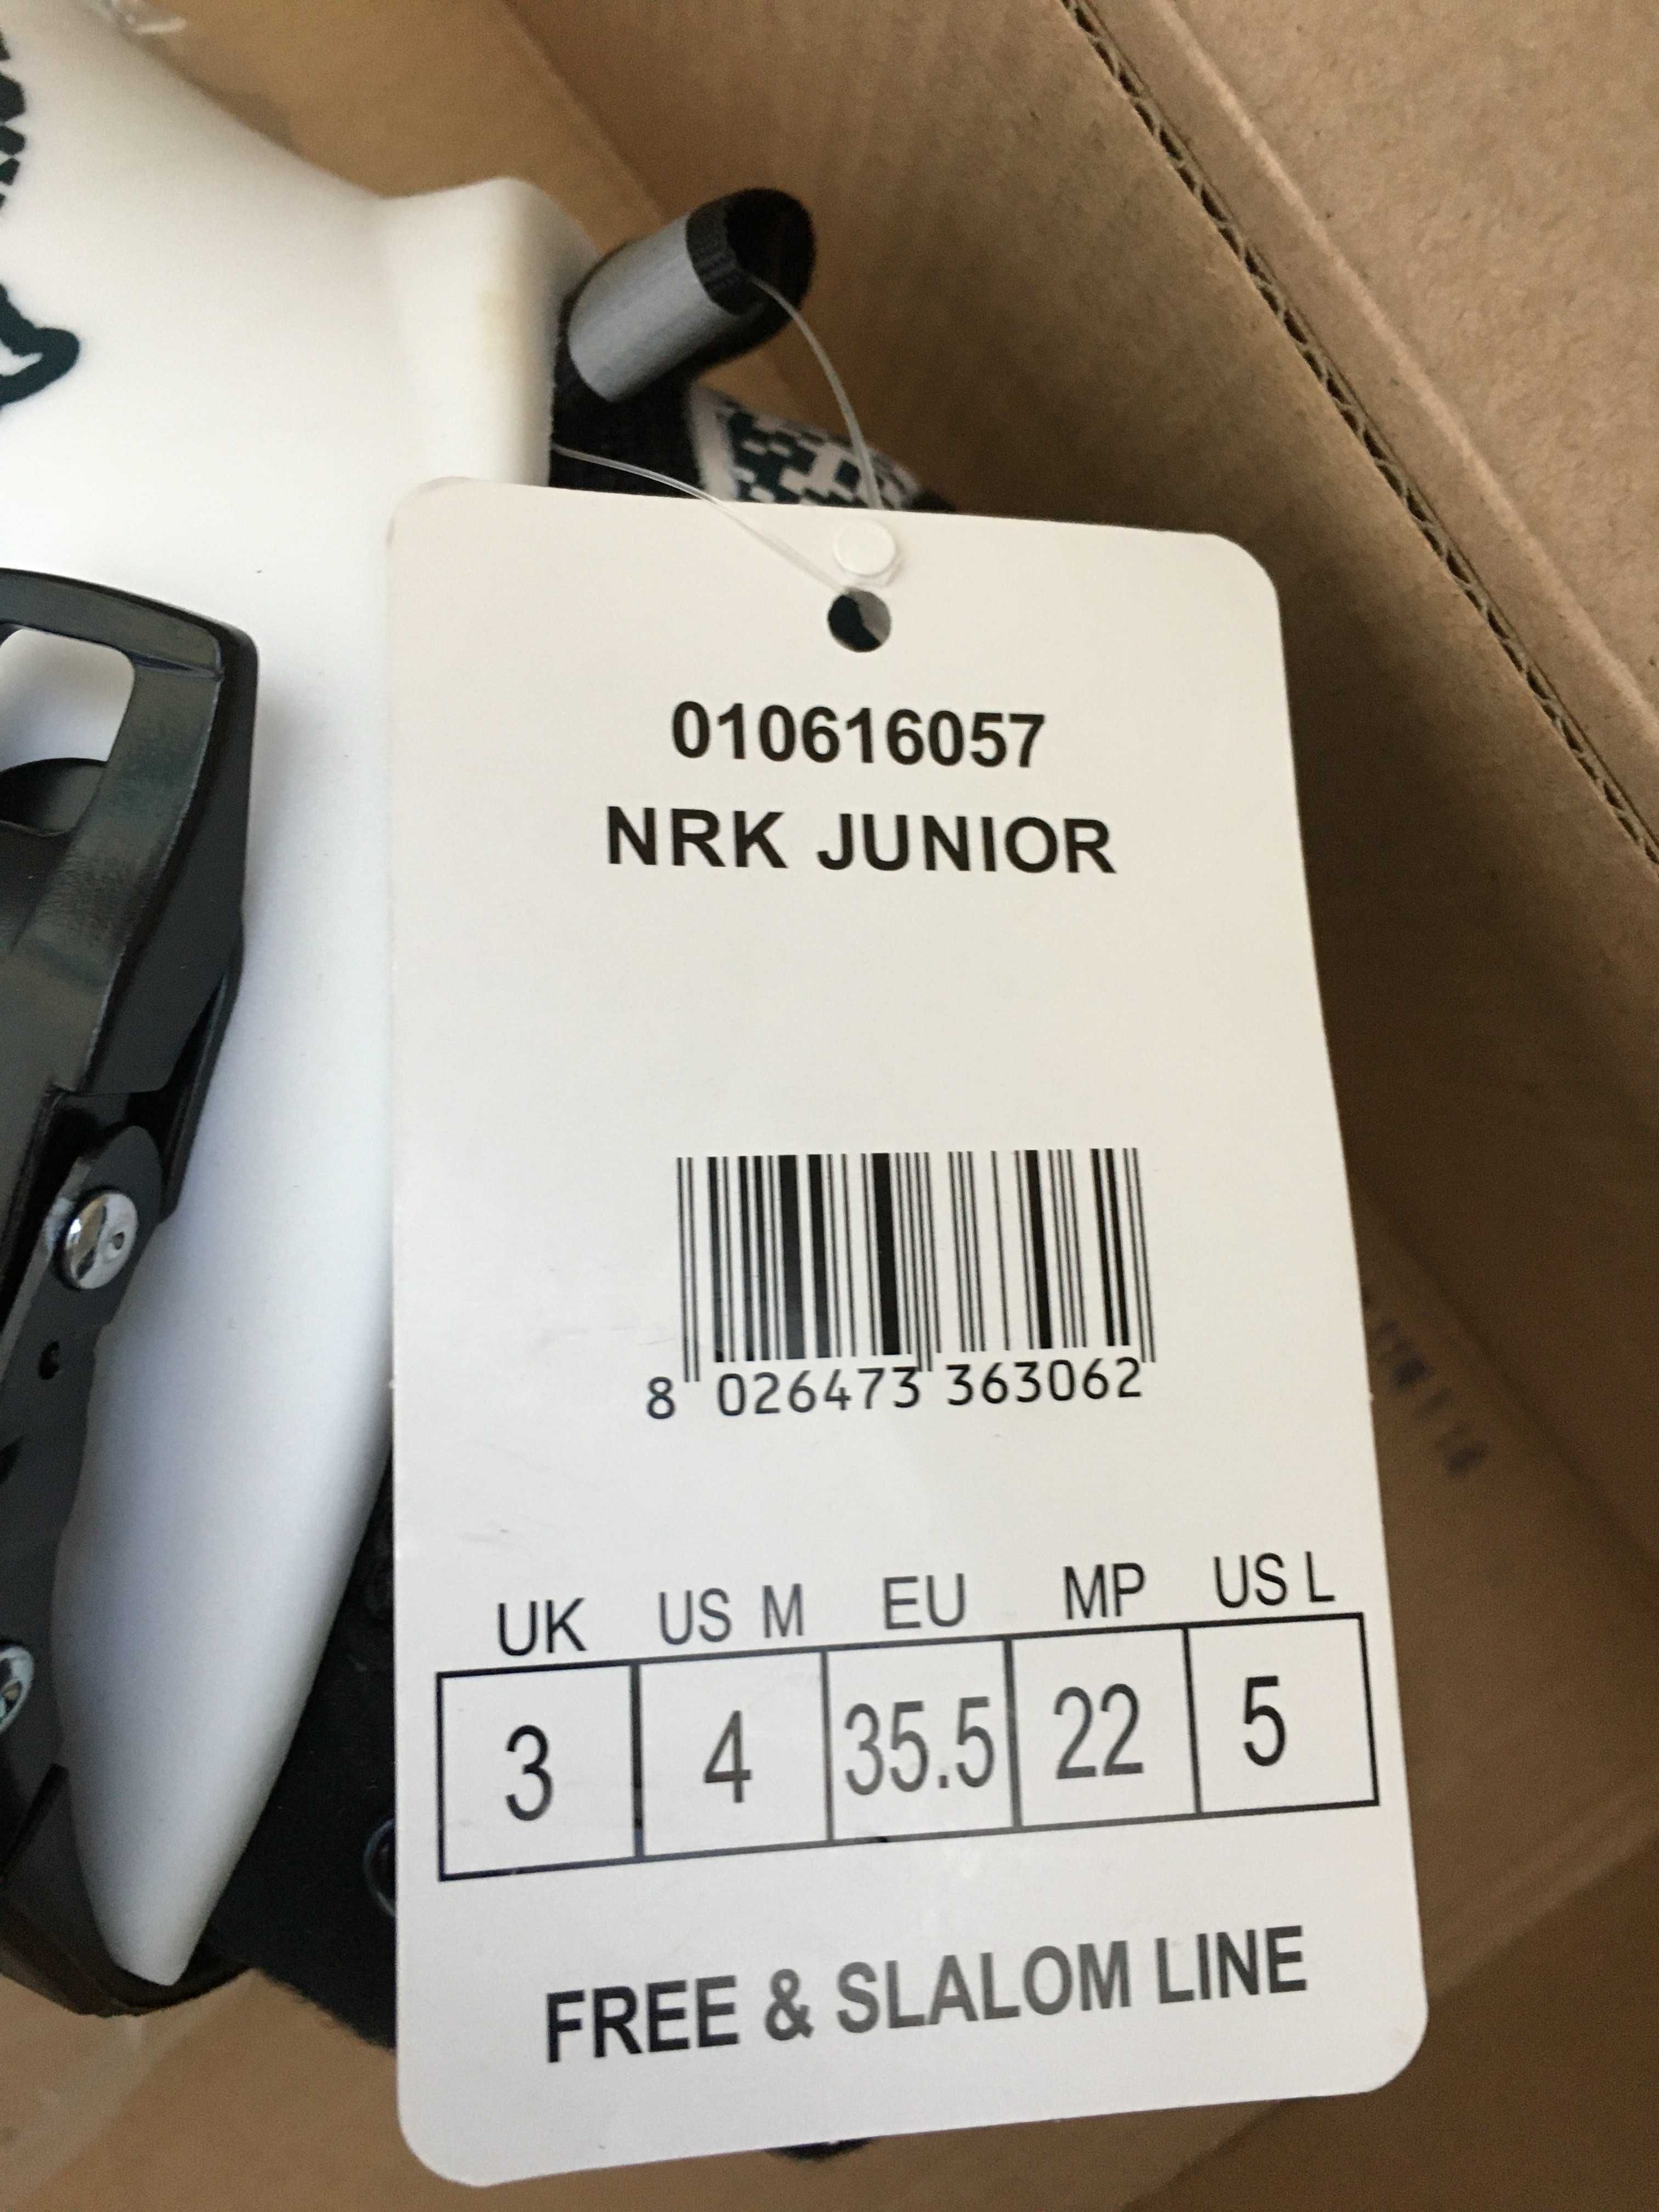 010616057
NRK JUNIOR
8 026473 363062
UK US M EU MP US L
3 4 35.5 22 5
FREE & SLALOM LINE